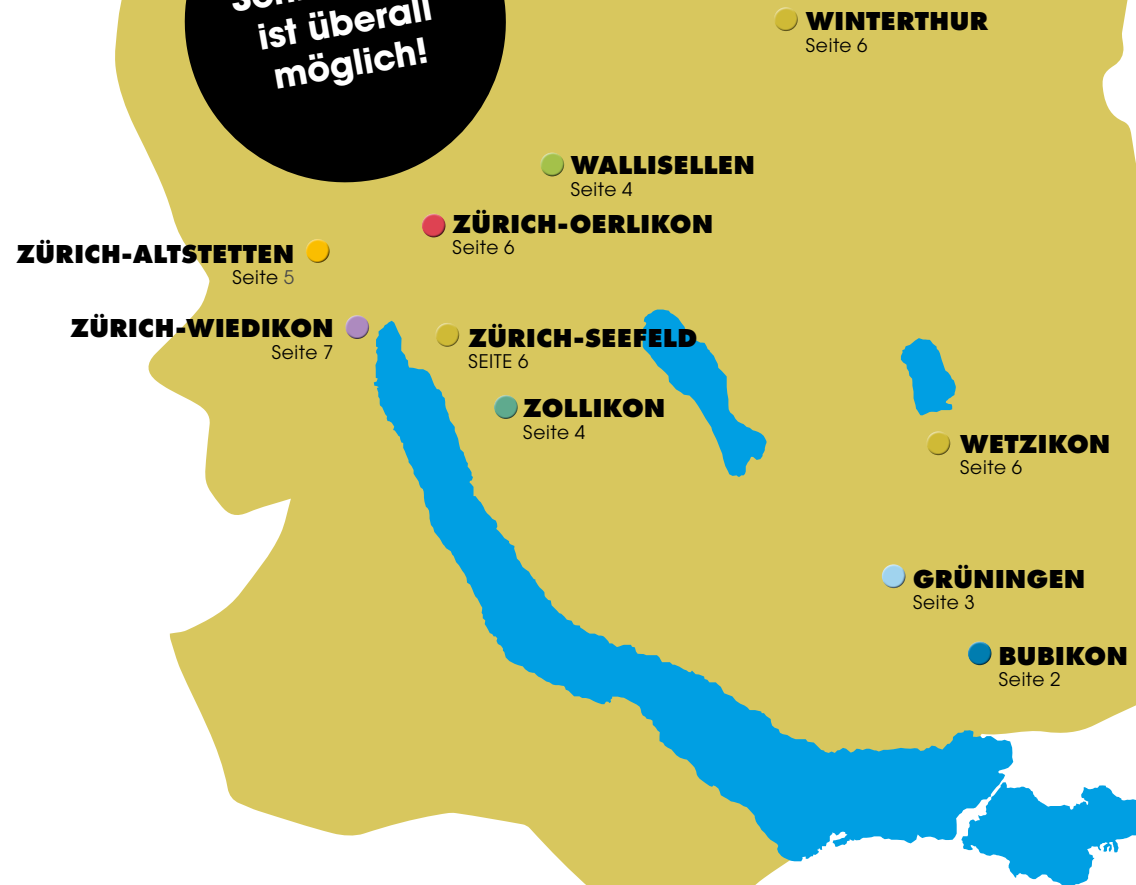 ist überall
möglich!
WINTERTHUR
Seite 6
WALLISELLEN
Seite 4
ZÜRICH-OERLIKON
Seite 6
ZÜRICH-ALTSTETTEN
Seite 5
ZÜRICH-WIEDIKON
Seite 7
ZÜRICH-SEEFELD
SEITE 6
ZOLLIKON
Seite 4
WETZIKON
Seite 6
GRÜNINGEN
Seite 3
BUBIKON
Seite 2